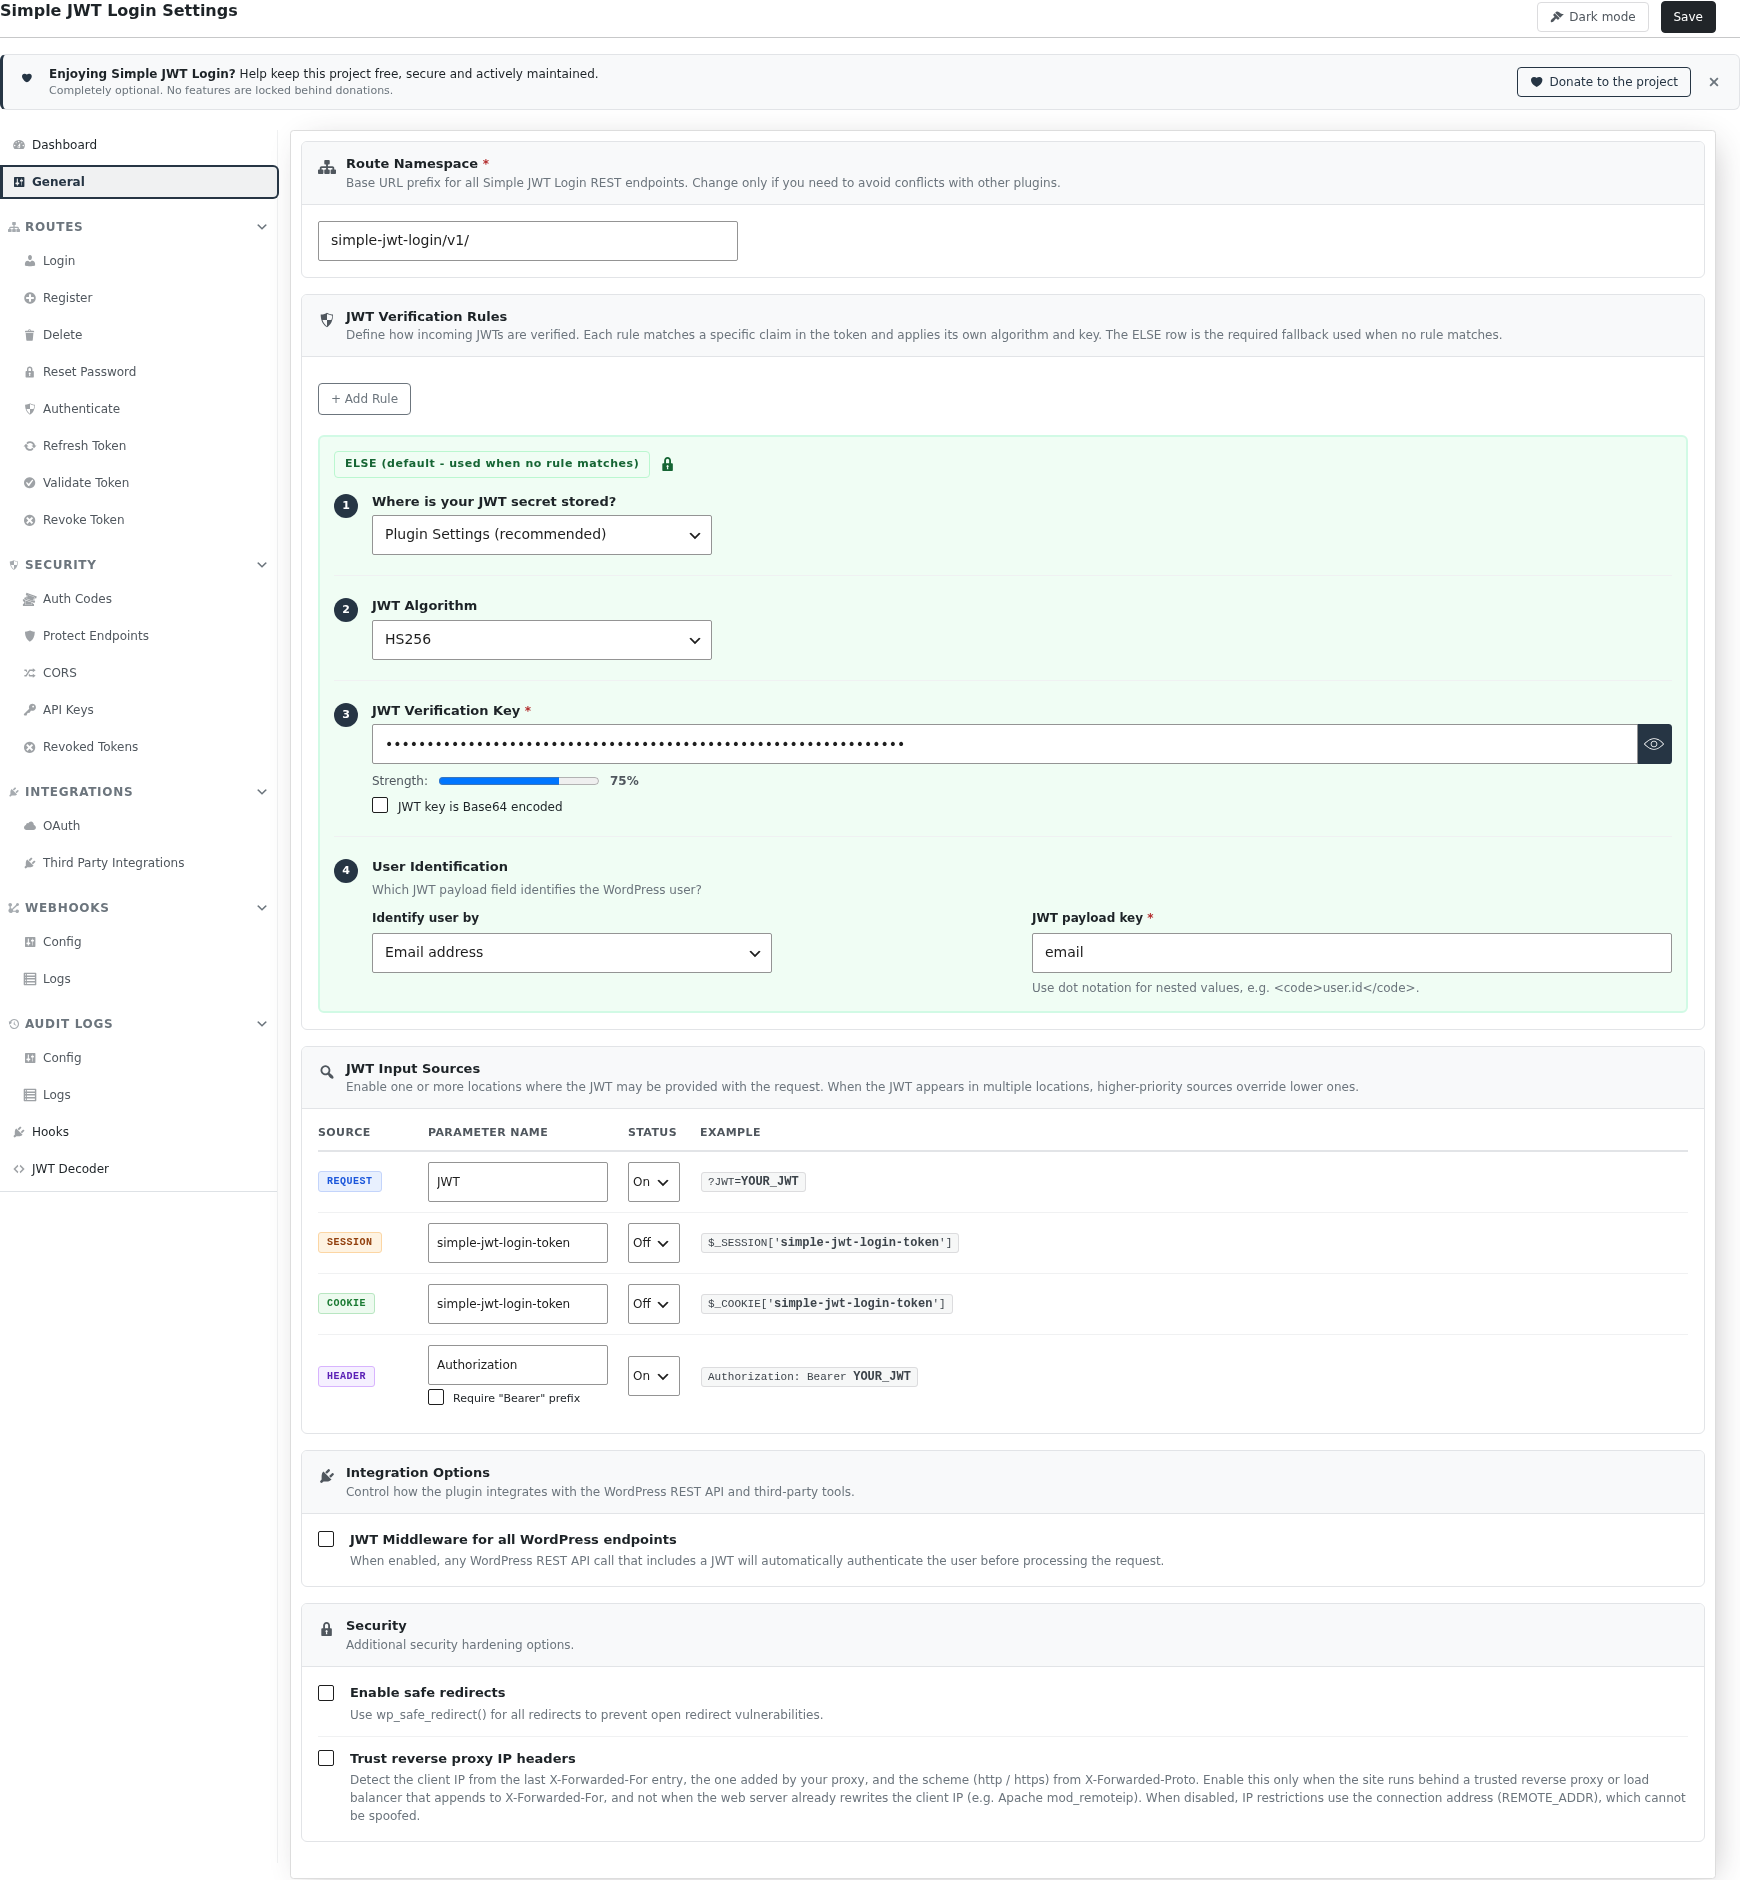 Simple JWT Login Settings
Dark mode
Save
Enjoying Simple JWT Login? Help keep this project free, secure and actively maintained.
Completely optional. No features are locked behind donations.
Donate to the project
Dashboard
General
ROUTES
Login
Register
Delete
Reset Password
Authenticate
Refresh Token
Validate Token
Revoke Token
SECURITY
Auth Codes
Protect Endpoints
CORS
API Keys
Revoked Tokens
INTEGRATIONS
OAuth
Third Party Integrations
WEBHOOKS
Config
Logs
AUDIT LOGS
Config
Logs
Hooks
JWT Decoder
Route Namespace *
Base URL prefix for all Simple JWT Login REST endpoints. Change only if you need to avoid conflicts with other plugins.
simple-jwt-login/v1/
JWT Verification Rules
Define how incoming JWTs are verified. Each rule matches a specific claim in the token and applies its own algorithm and key. The ELSE row is the required fallback used when no rule matches.
+ Add Rule
ELSE (default - used when no rule matches)
1 Where is your JWT secret stored?
Plugin Settings (recommended)
2 JWT Algorithm
HS256
3 JWT Verification Key *
•••••••••••••••••••••••••••••••••••••••••••••••••••••••••••••••
Strength: 75%
JWT key is Base64 encoded
4 User Identification
Which JWT payload field identifies the WordPress user?
Identify user by
Email address
JWT payload key *
email
Use dot notation for nested values, e.g. <code>user.id</code>.
JWT Input Sources
Enable one or more locations where the JWT may be provided with the request. When the JWT appears in multiple locations, higher-priority sources override lower ones.
SOURCE PARAMETER NAME STATUS EXAMPLE
REQUEST JWT On ?JWT=YOUR_JWT
SESSION simple-jwt-login-token Off $_SESSION['simple-jwt-login-token']
COOKIE simple-jwt-login-token Off $_COOKIE['simple-jwt-login-token']
HEADER Authorization On Authorization: Bearer YOUR_JWT
Require "Bearer" prefix
Integration Options
Control how the plugin integrates with the WordPress REST API and third-party tools.
JWT Middleware for all WordPress endpoints
When enabled, any WordPress REST API call that includes a JWT will automatically authenticate the user before processing the request.
Security
Additional security hardening options.
Enable safe redirects
Use wp_safe_redirect() for all redirects to prevent open redirect vulnerabilities.
Trust reverse proxy IP headers
Detect the client IP from the last X-Forwarded-For entry, the one added by your proxy, and the scheme (http / https) from X-Forwarded-Proto. Enable this only when the site runs behind a trusted reverse proxy or load
balancer that appends to X-Forwarded-For, and not when the web server already rewrites the client IP (e.g. Apache mod_remoteip). When disabled, IP restrictions use the connection address (REMOTE_ADDR), which cannot
be spoofed.